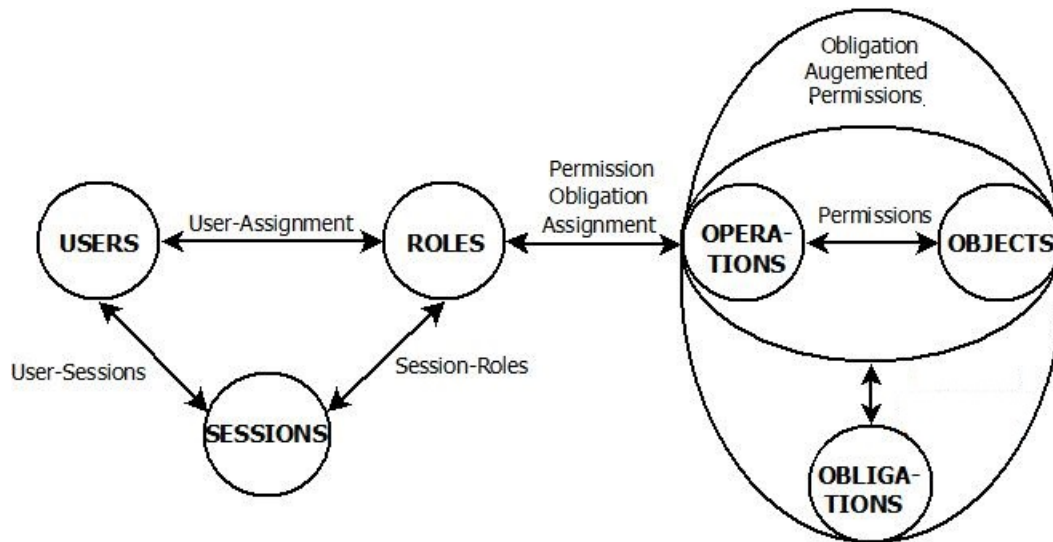 Obligation
Augemented
Permissions
Permission
Obligation
Assignment
USERS
User-Assignment
ROLES
OPERA-
TIONS
Permissions
OBJECTS
User-Sessions
Session-Roles
SESSIONS
OBLIGA-
TIONS